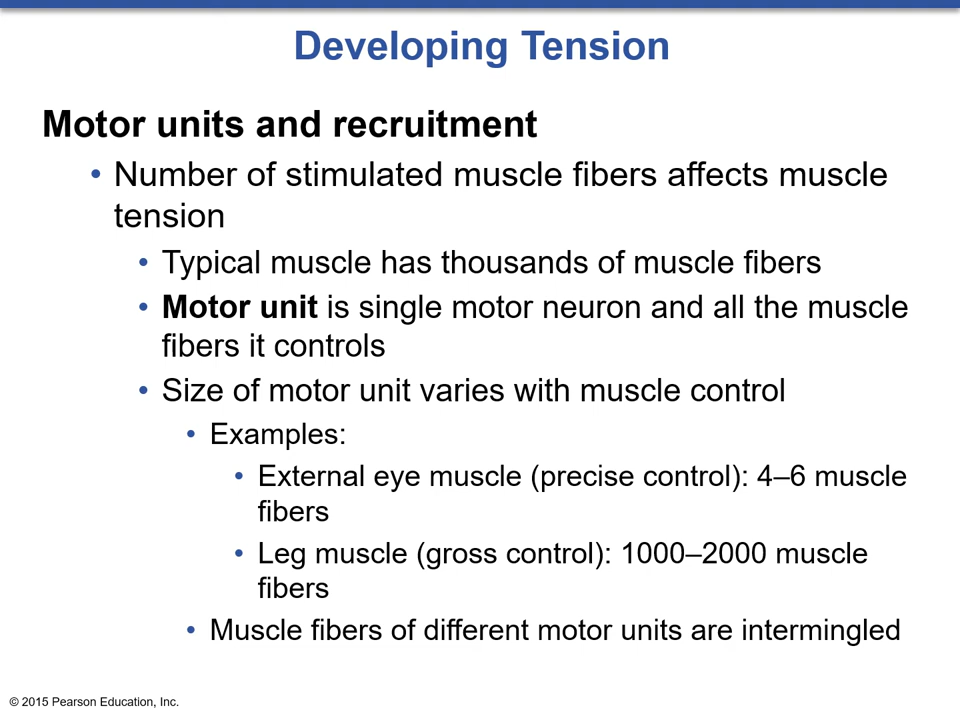 Developing Tension
Motor units and recruitment
• Number of stimulated muscle fibers affects muscle
tension
• Typical muscle has thousands of muscle fibers
• Motor unit is single motor neuron and all the muscle
fibers it controls
• Size of motor unit varies with muscle control
• Examples:
• External eye muscle (precise control): 4–6 muscle
fibers
• Leg muscle (gross control): 1000–2000 muscle
fibers
• Muscle fibers of different motor units are intermingled
© 2015 Pearson Education, Inc.